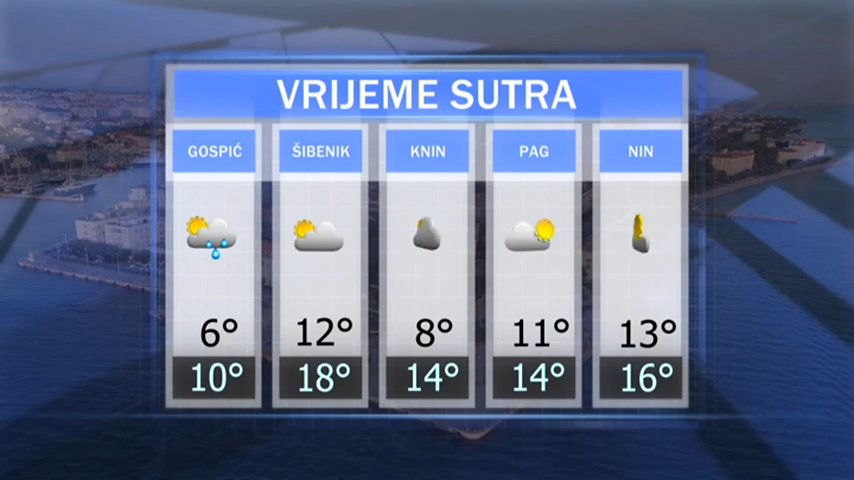 VRIJEME SUTRA
GOSPIĆ
6°
10°
ŠIBENIK
12°
18°
KNIN
8°
14°
PAG
11°
14°
NIN
13°
16°